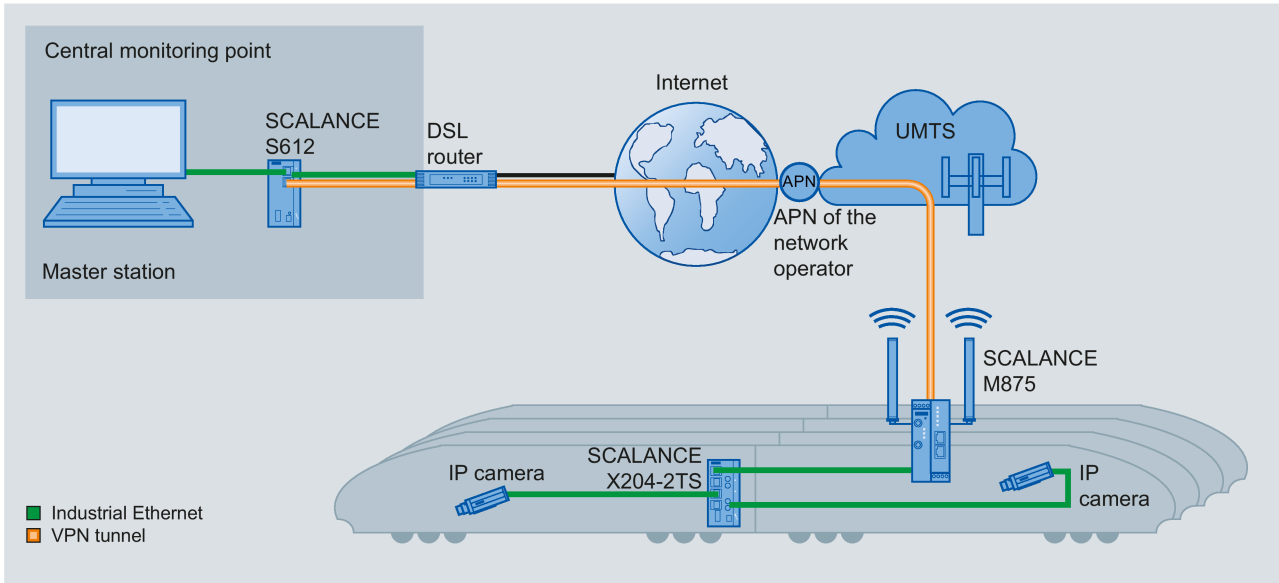 Central monitoring point
SCALANCE
S612
DSL
router
Internet
UMTS
APN
APN of the
network
operator
Master station
SCALANCE
M875
SCALANCE
X204-2TS
IP camera
IP
camera
Industrial Ethernet
VPN tunnel